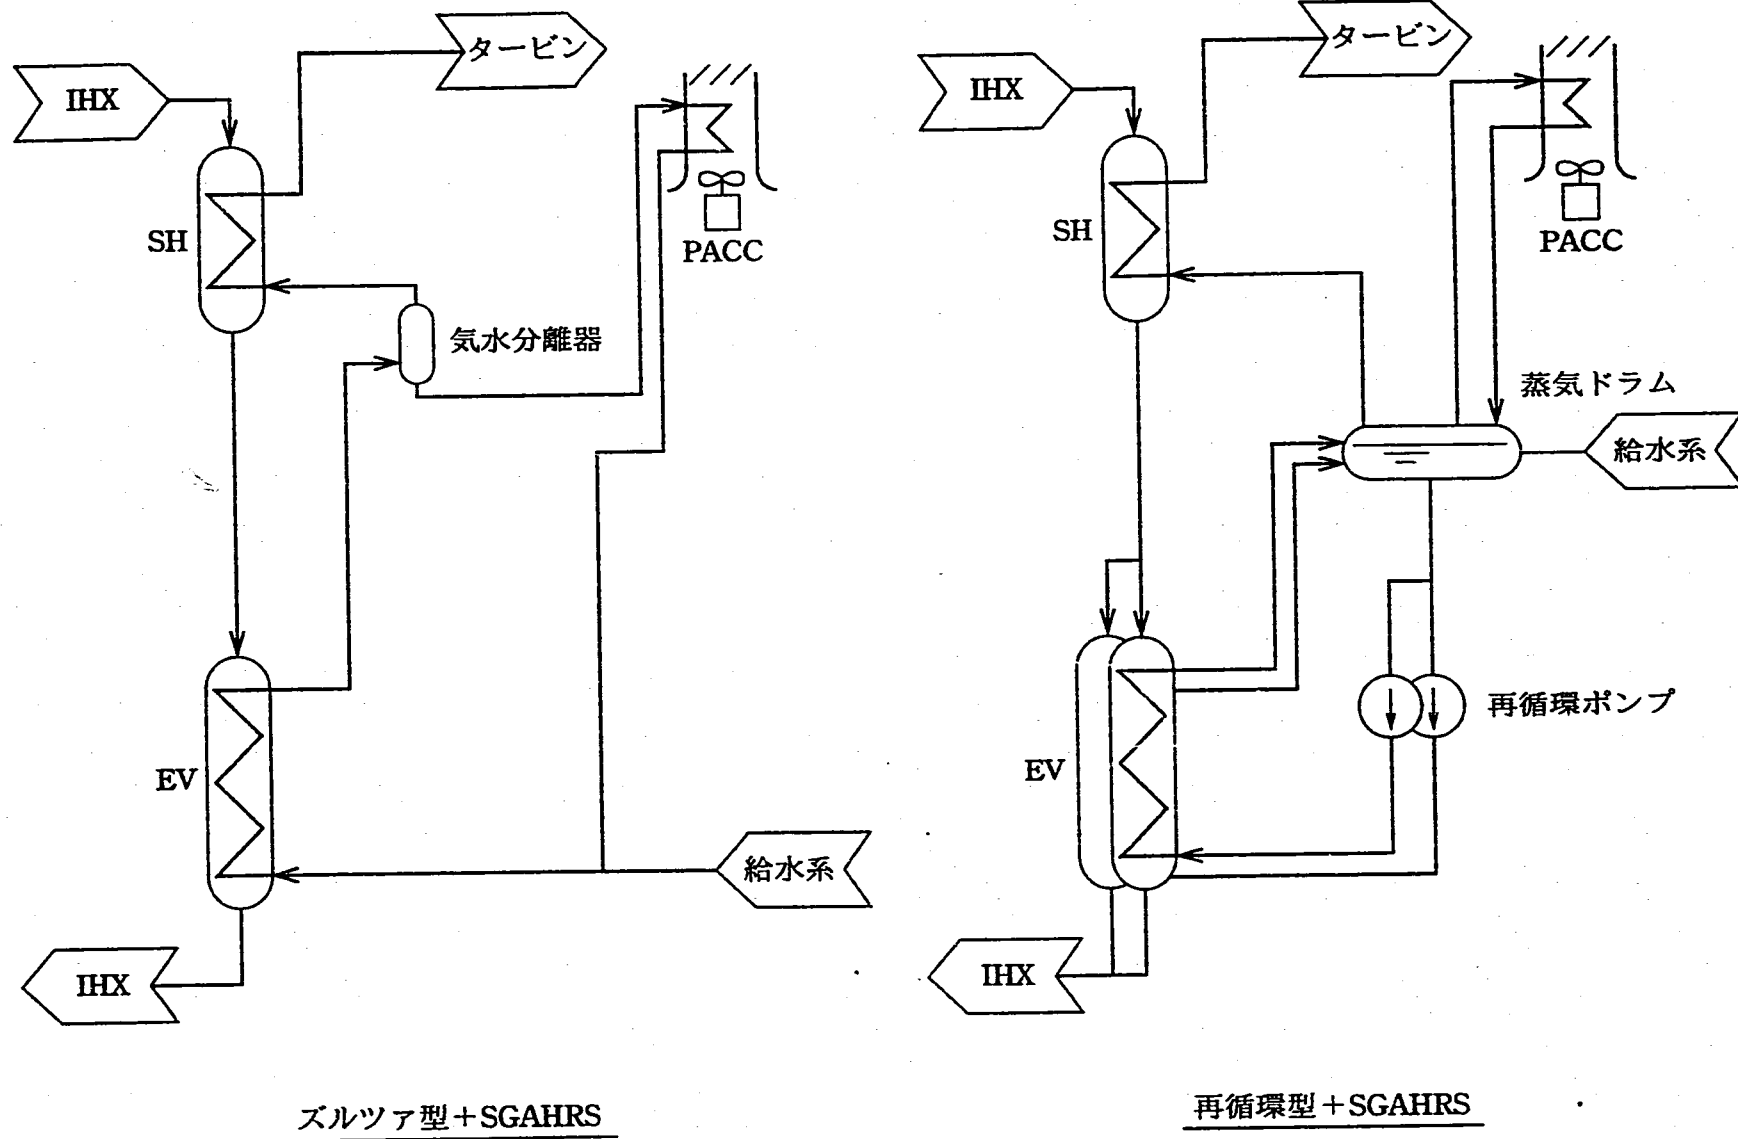 タービン
IHX
SH
PACC
気水分離器
EV
給水系
IHX
ズルツァ型+SGAHRS
タービン
IHX
SH
PACC
蒸気ドラム
給水系
再循環ポンプ
EV
IHX
再循環型+SGAHRS